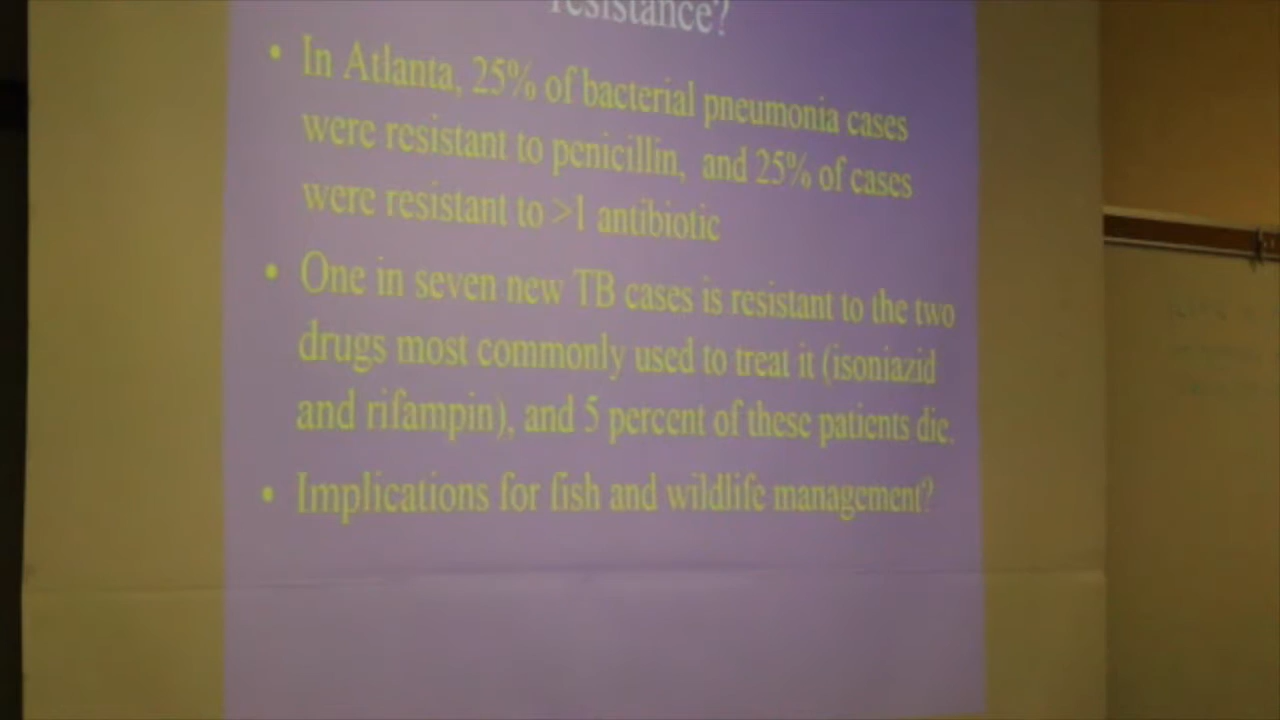 resistance?
• In Atlanta, 25% of bacterial pneumonia cases
were resistant to penicillin, and 25% of cases
were resistant to >1 antibiotic
• One in seven new TB cases is resistant to the two
drugs most commonly used to treat it (isoniazid
and rifampin), and 5 percent of these patients die.
• Implications for fish and wildlife management?